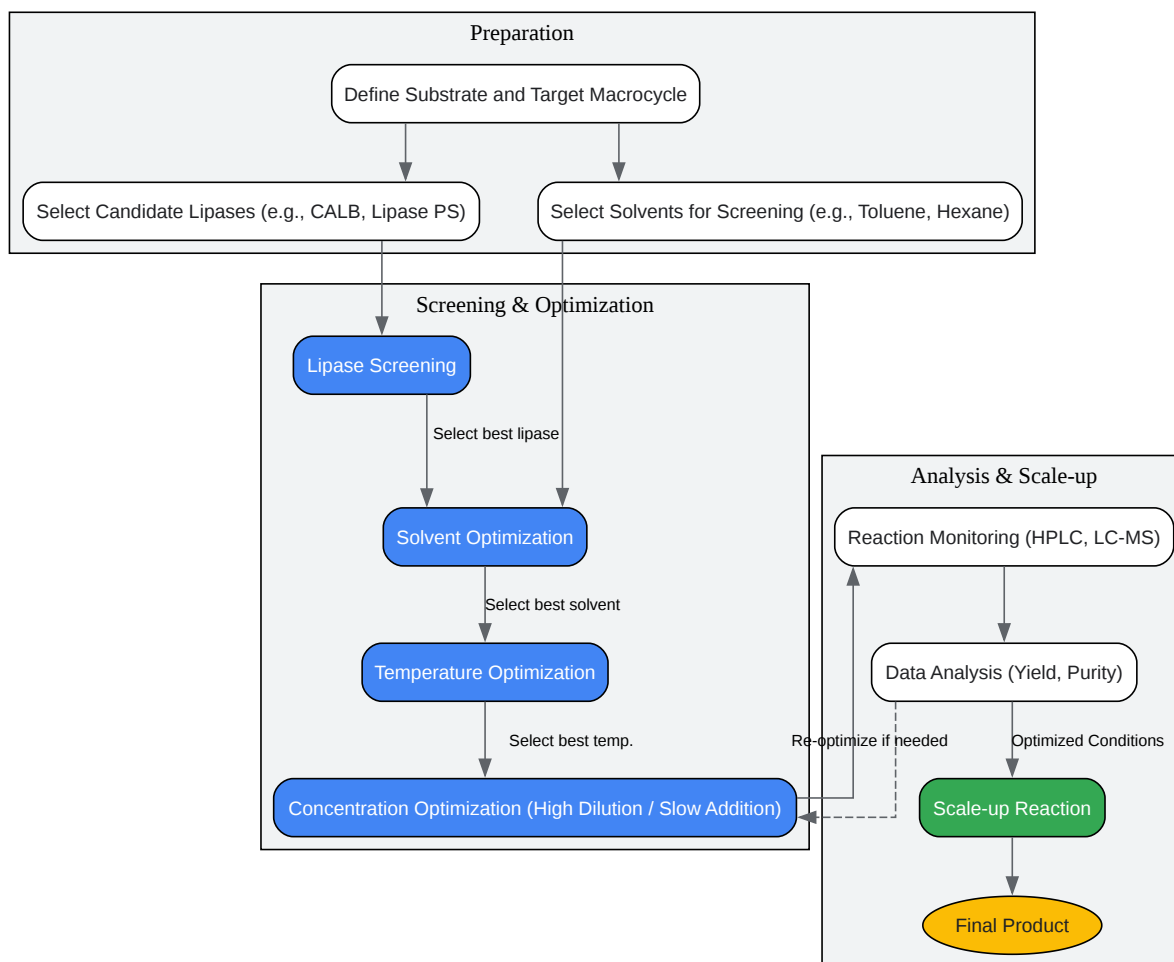 Preparation
Define Substrate and Target Macrocycle
Select Candidate Lipases (e.g., CALB, Lipase PS)
Select Solvents for Screening (e.g., Toluene, Hexane)
Screening & Optimization
Lipase Screening
Select best lipase
Solvent Optimization
Select best solvent
Temperature Optimization
Select best temp.
Concentration Optimization (High Dilution / Slow Addition)
Analysis & Scale-up
Reaction Monitoring (HPLC, LC-MS)
Data Analysis (Yield, Purity)
Re-optimize if needed
Optimized Conditions
Scale-up Reaction
Final Product